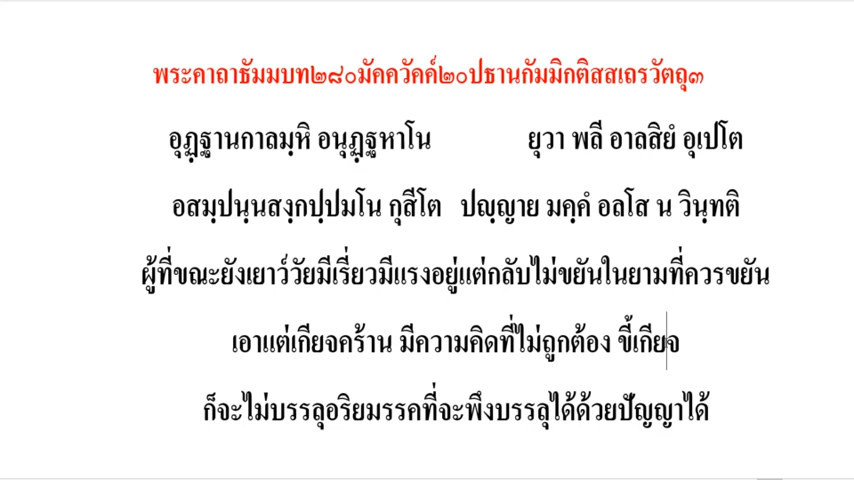 พระคาถาธัมมบท๒๘๐มัคควัคค์๒๐ปธานกัมมิกติสสเถรวัตถุ๓
อุฏฺฐานกาลมฺหิ อนุฏฺฐหาโน ยุวา พลี อาลสิยํ อุเปโต
อสมฺปนฺนสงฺกปฺปมโน กุสีโต ปญฺญาย มคฺคํ อลโส น วินฺทติ
ผู้ที่ขณะยังเยาว์วัยมีเรี่ยวมีแรงอยู่แต่กลับไม่ขยันในยามที่ควรขยัน
เอาแต่เกียจคร้าน มีความคิดที่ไม่ถูกต้อง ขี้เกียจ
ก็จะไม่บรรลุอริยมรรคที่จะพึงบรรลุได้ด้วยปัญญาได้